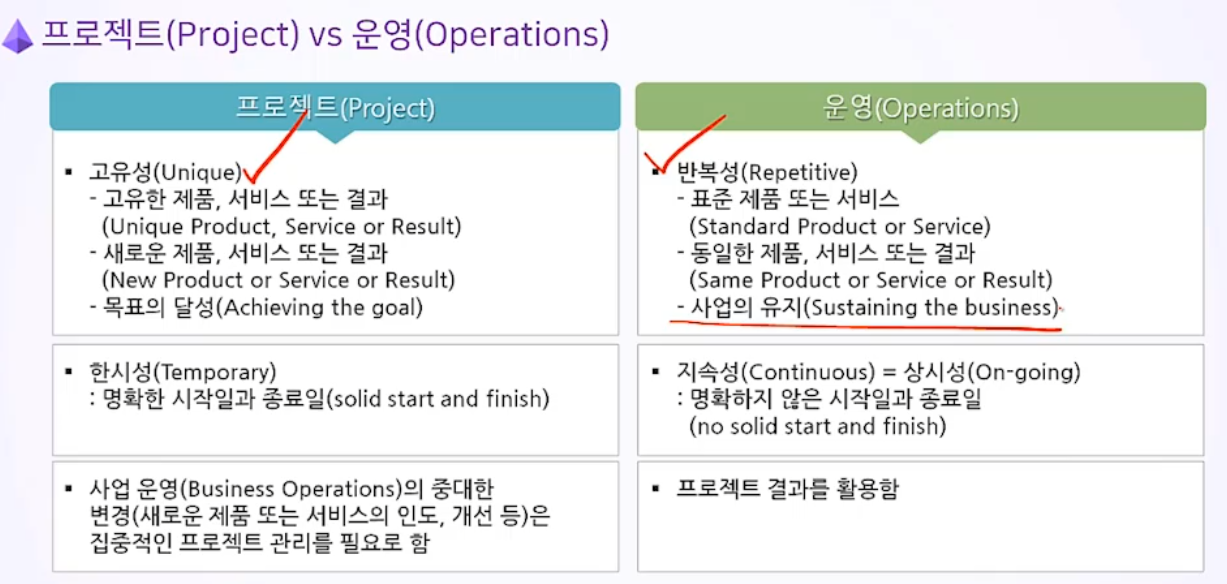 프로젝트(Project) vs 운영(Operations)
프로젝트(Project)
▪ 고유성(Unique)
- 고유한 제품, 서비스 또는 결과
(Unique Product, Service or Result)
- 새로운 제품, 서비스 또는 결과
(New Product or Service or Result)
- 목표의 달성(Achieving the goal)
▪ 한시성(Temporary)
: 명확한 시작일과 종료일(solid start and finish)
▪ 사업 운영(Business Operations)의 중대한
변경(새로운 제품 또는 서비스의 인도, 개선 등)은
집중적인 프로젝트 관리를 필요로 함
운영(Operations)
▪ 반복성(Repetitive)
- 표준 제품 또는 서비스
(Standard Product or Service)
- 동일한 제품, 서비스 또는 결과
(Same Product or Service or Result)
- 사업의 유지(Sustaining the business)
▪ 지속성(Continuous) = 상시성(On-going)
: 명확하지 않은 시작일과 종료일
(no solid start and finish)
▪ 프로젝트 결과를 활용함